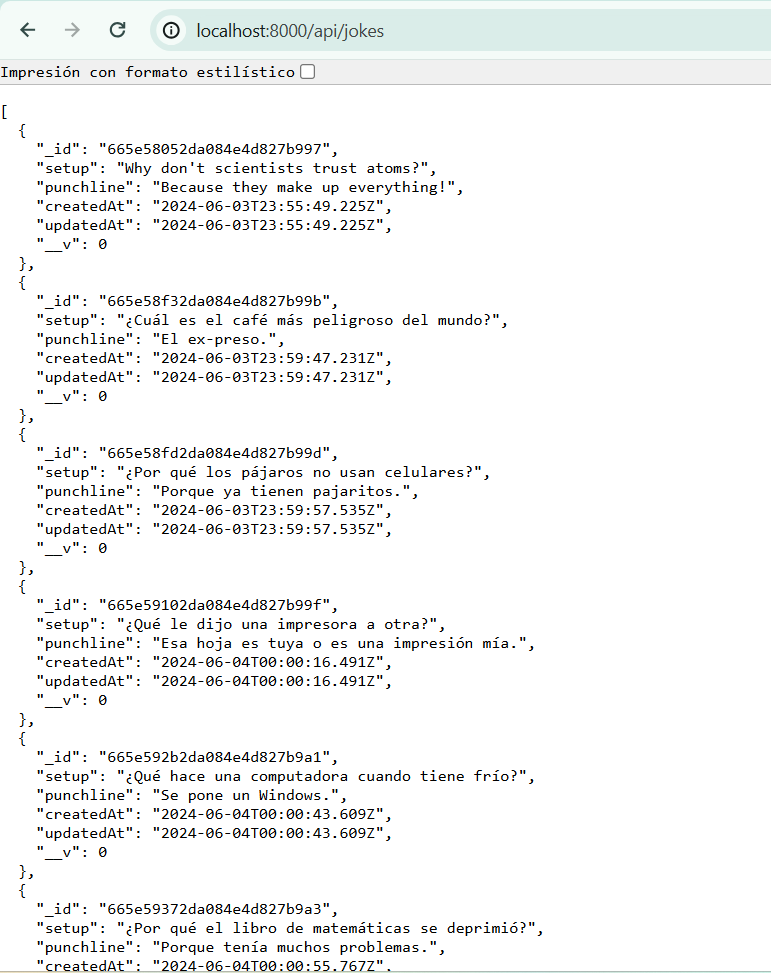 localhost:8000/api/jokes
Impresión con formato estilístico
[
  {
    "_id": "665e58052da084e4d827b997",
    "setup": "Why don't scientists trust atoms?",
    "punchline": "Because they make up everything!",
    "createdAt": "2024-06-03T23:55:49.225Z",
    "updatedAt": "2024-06-03T23:55:49.225Z",
    "__v": 0
  },
  {
    "_id": "665e58f32da084e4d827b99b",
    "setup": "¿Cuál es el café más peligroso del mundo?",
    "punchline": "El ex-preso.",
    "createdAt": "2024-06-03T23:59:47.231Z",
    "updatedAt": "2024-06-03T23:59:47.231Z",
    "__v": 0
  },
  {
    "_id": "665e58fd2da084e4d827b99d",
    "setup": "¿Por qué los pájaros no usan celulares?",
    "punchline": "Porque ya tienen pajaritos.",
    "createdAt": "2024-06-03T23:59:57.535Z",
    "updatedAt": "2024-06-03T23:59:57.535Z",
    "__v": 0
  },
  {
    "_id": "665e59102da084e4d827b99f",
    "setup": "¿Qué le dijo una impresora a otra?",
    "punchline": "Esa hoja es tuya o es una impresión mía.",
    "createdAt": "2024-06-04T00:00:16.491Z",
    "updatedAt": "2024-06-04T00:00:16.491Z",
    "__v": 0
  },
  {
    "_id": "665e592b2da084e4d827b9a1",
    "setup": "¿Qué hace una computadora cuando tiene frío?",
    "punchline": "Se pone un Windows.",
    "createdAt": "2024-06-04T00:00:43.609Z",
    "updatedAt": "2024-06-04T00:00:43.609Z",
    "__v": 0
  },
  {
    "_id": "665e59372da084e4d827b9a3",
    "setup": "¿Por qué el libro de matemáticas se deprimió?",
    "punchline": "Porque tenía muchos problemas.",
    "createdAt": "2024-06-04T00:00:55.767Z",